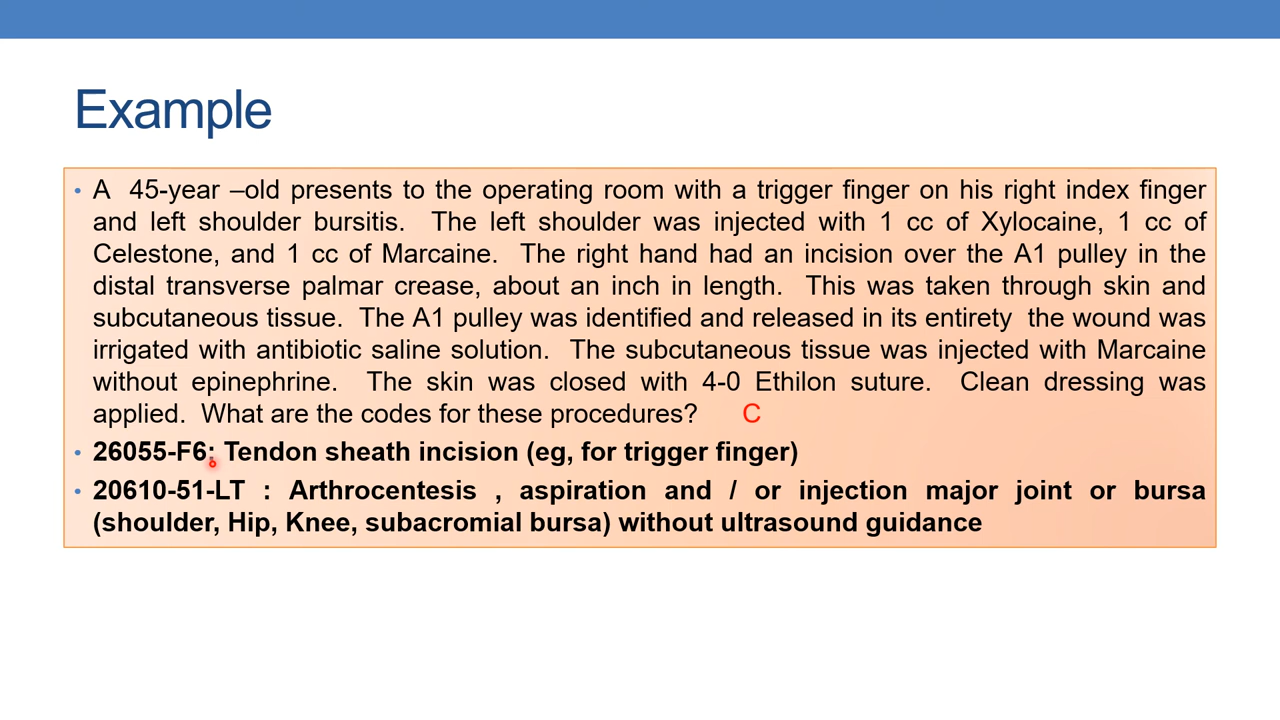 Example
• A 45-year –old presents to the operating room with a trigger finger on his right index finger
and left shoulder bursitis. The left shoulder was injected with 1 cc of Xylocaine, 1 cc of
Celestone, and 1 cc of Marcaine. The right hand had an incision over the A1 pulley in the
distal transverse palmar crease, about an inch in length. This was taken through skin and
subcutaneous tissue. The A1 pulley was identified and released in its entirety the wound was
irrigated with antibiotic saline solution. The subcutaneous tissue was injected with Marcaine
without epinephrine. The skin was closed with 4-0 Ethilon suture. Clean dressing was
applied. What are the codes for these procedures? C
• 26055-F6: Tendon sheath incision (eg, for trigger finger)
• 20610-51-LT : Arthrocentesis , aspiration and / or injection major joint or bursa
(shoulder, Hip, Knee, subacromial bursa) without ultrasound guidance